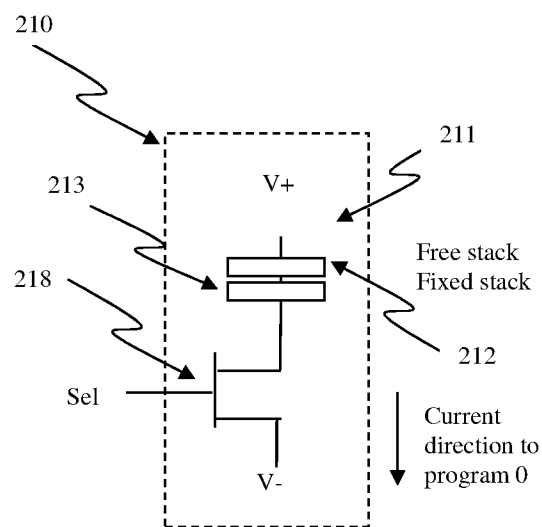 210
211
V+
213
Free stack
Fixed stack
218
212
Sel
Current
direction to
program 0
V-